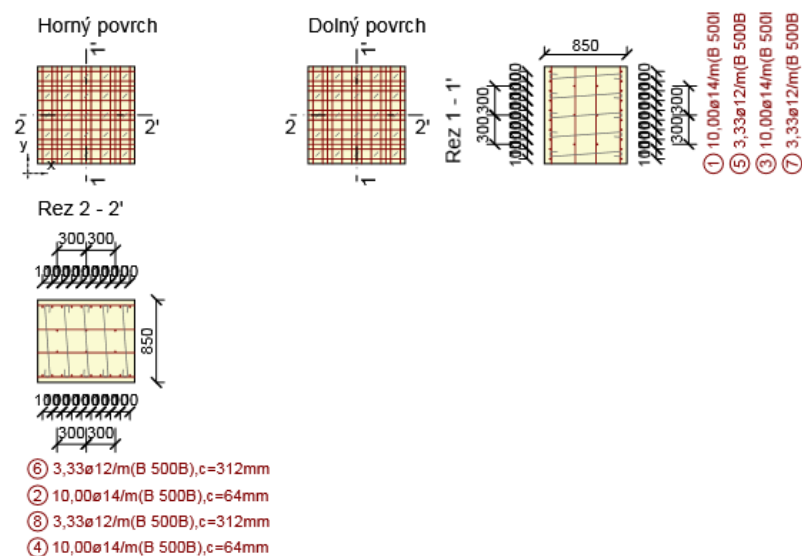 Horný povrch
1'
2
2'
y
x
1
Dolný povrch
1'
2
2'
1
Rez 1 - 1'
850
300
300
300
300
① 10,00ø14/m(B 500
⑤ 3,33ø12/m(B 500B
③ 10,00ø14/m(B 500
⑦ 3,33ø12/m(B 500B
Rez 2 - 2'
300
300
850
300
300
⑥ 3,33ø12/m(B 500B),c=312mm
② 10,00ø14/m(B 500B),c=64mm
⑧ 3,33ø12/m(B 500B),c=312mm
④ 10,00ø14/m(B 500B),c=64mm